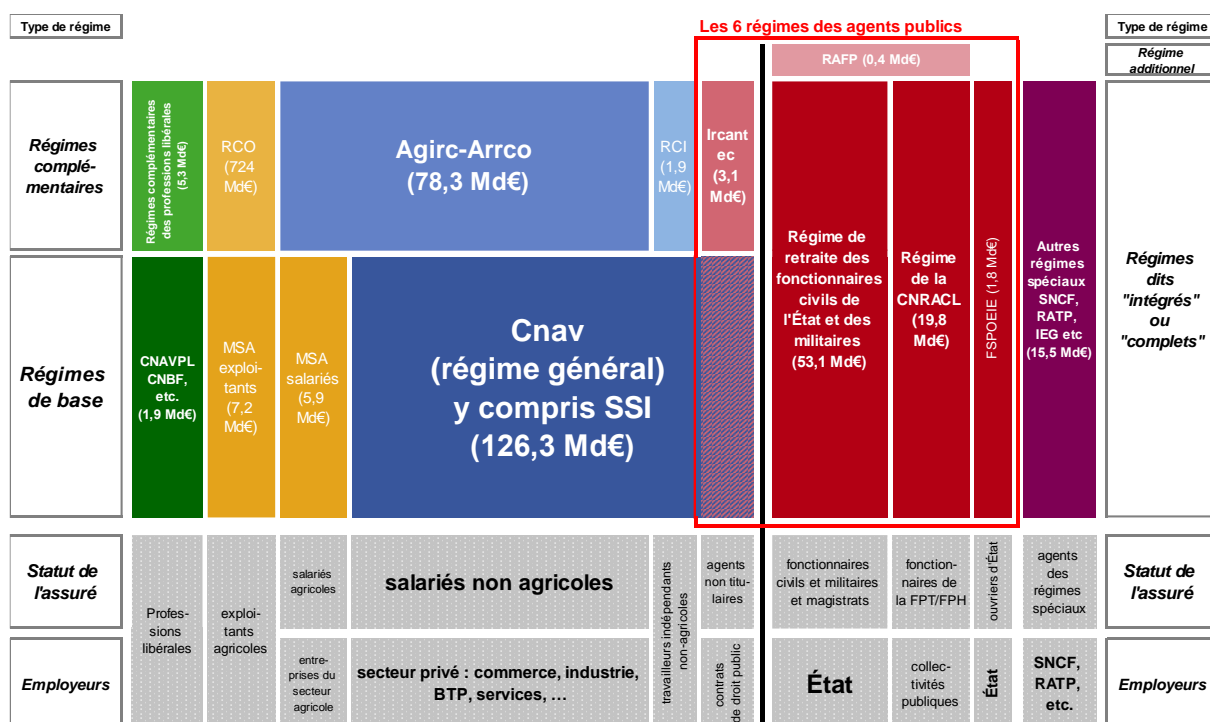 Les 6 régimes des agents publics
Type de régime
Type de régime
RAFP (0,4 Md€)
Régime
additionnel
Régimes
complé-
mentaires
Régimes complémentaires
des professions libérales
(5,3 Md€)
RCO
(724
Md€)
Agirc-Arrco
(78,3 Md€)
RCI
(1,9
Md€)
Ircant
ec
(3,1
Md€)
Régime de
retraite des
fonctionnaires
civils de
l'État et des
militaires
(53,1 Md€)
Régime
de la
CNRACL
(19,8
Md€)
FSPOEIE (1,8 Md€)
Autres
régimes
spéciaux
SNCF,
RATP,
IEG etc
(15,5 Md€)
Régimes
dits
"intégrés"
ou
"complets"
Régimes
de base
CNAVPL
CNBF,
etc.
(1,9 Md€)
MSA
exploi-
tants
(7,2
Md€)
MSA
salariés
(5,9
Md€)
Cnav
(régime général)
y compris SSI
(126,3 Md€)
Statut de
l'assuré
Profes-
sions
libérales
exploi-
tants
agricoles
salariés
agricoles
salariés non agricoles
travailleurs indépendants
non-agricoles
agents
non titu-
laires
fonctionnaires
civils et militaires
et magistrats
fonction-
naires de
la FPT/FPH
ouvriers d'État
agents
des
régimes
spéciaux
Statut de
l'assuré
Employeurs
entre-
prises du
secteur
agricole
secteur privé : commerce, industrie,
BTP, services, …
contrats
de droit public
État
collec-
tivités
publiques
État
SNCF,
RATP,
etc.
Employeurs